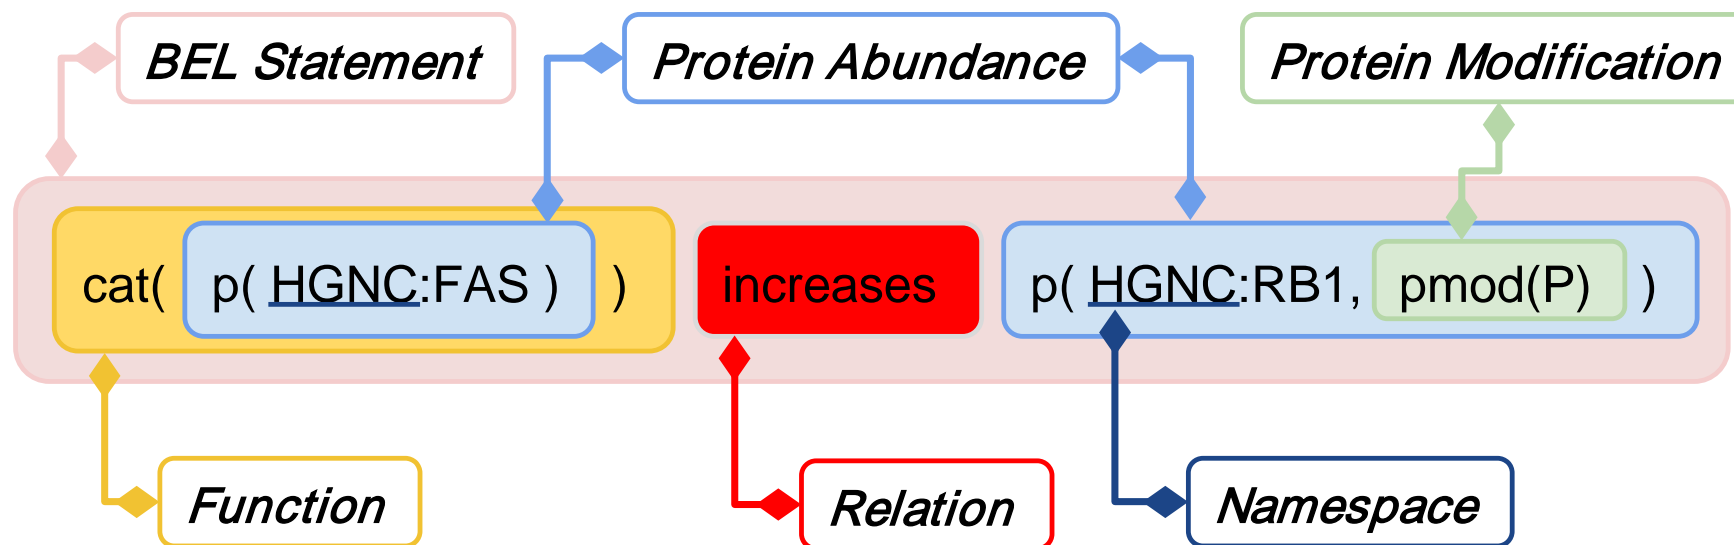 BEL Statement Protein Abundance Protein Modification
cat( p( HGNC:FAS ) ) increases p( HGNC:RB1, pmod(P) )
Function Relation Namespace